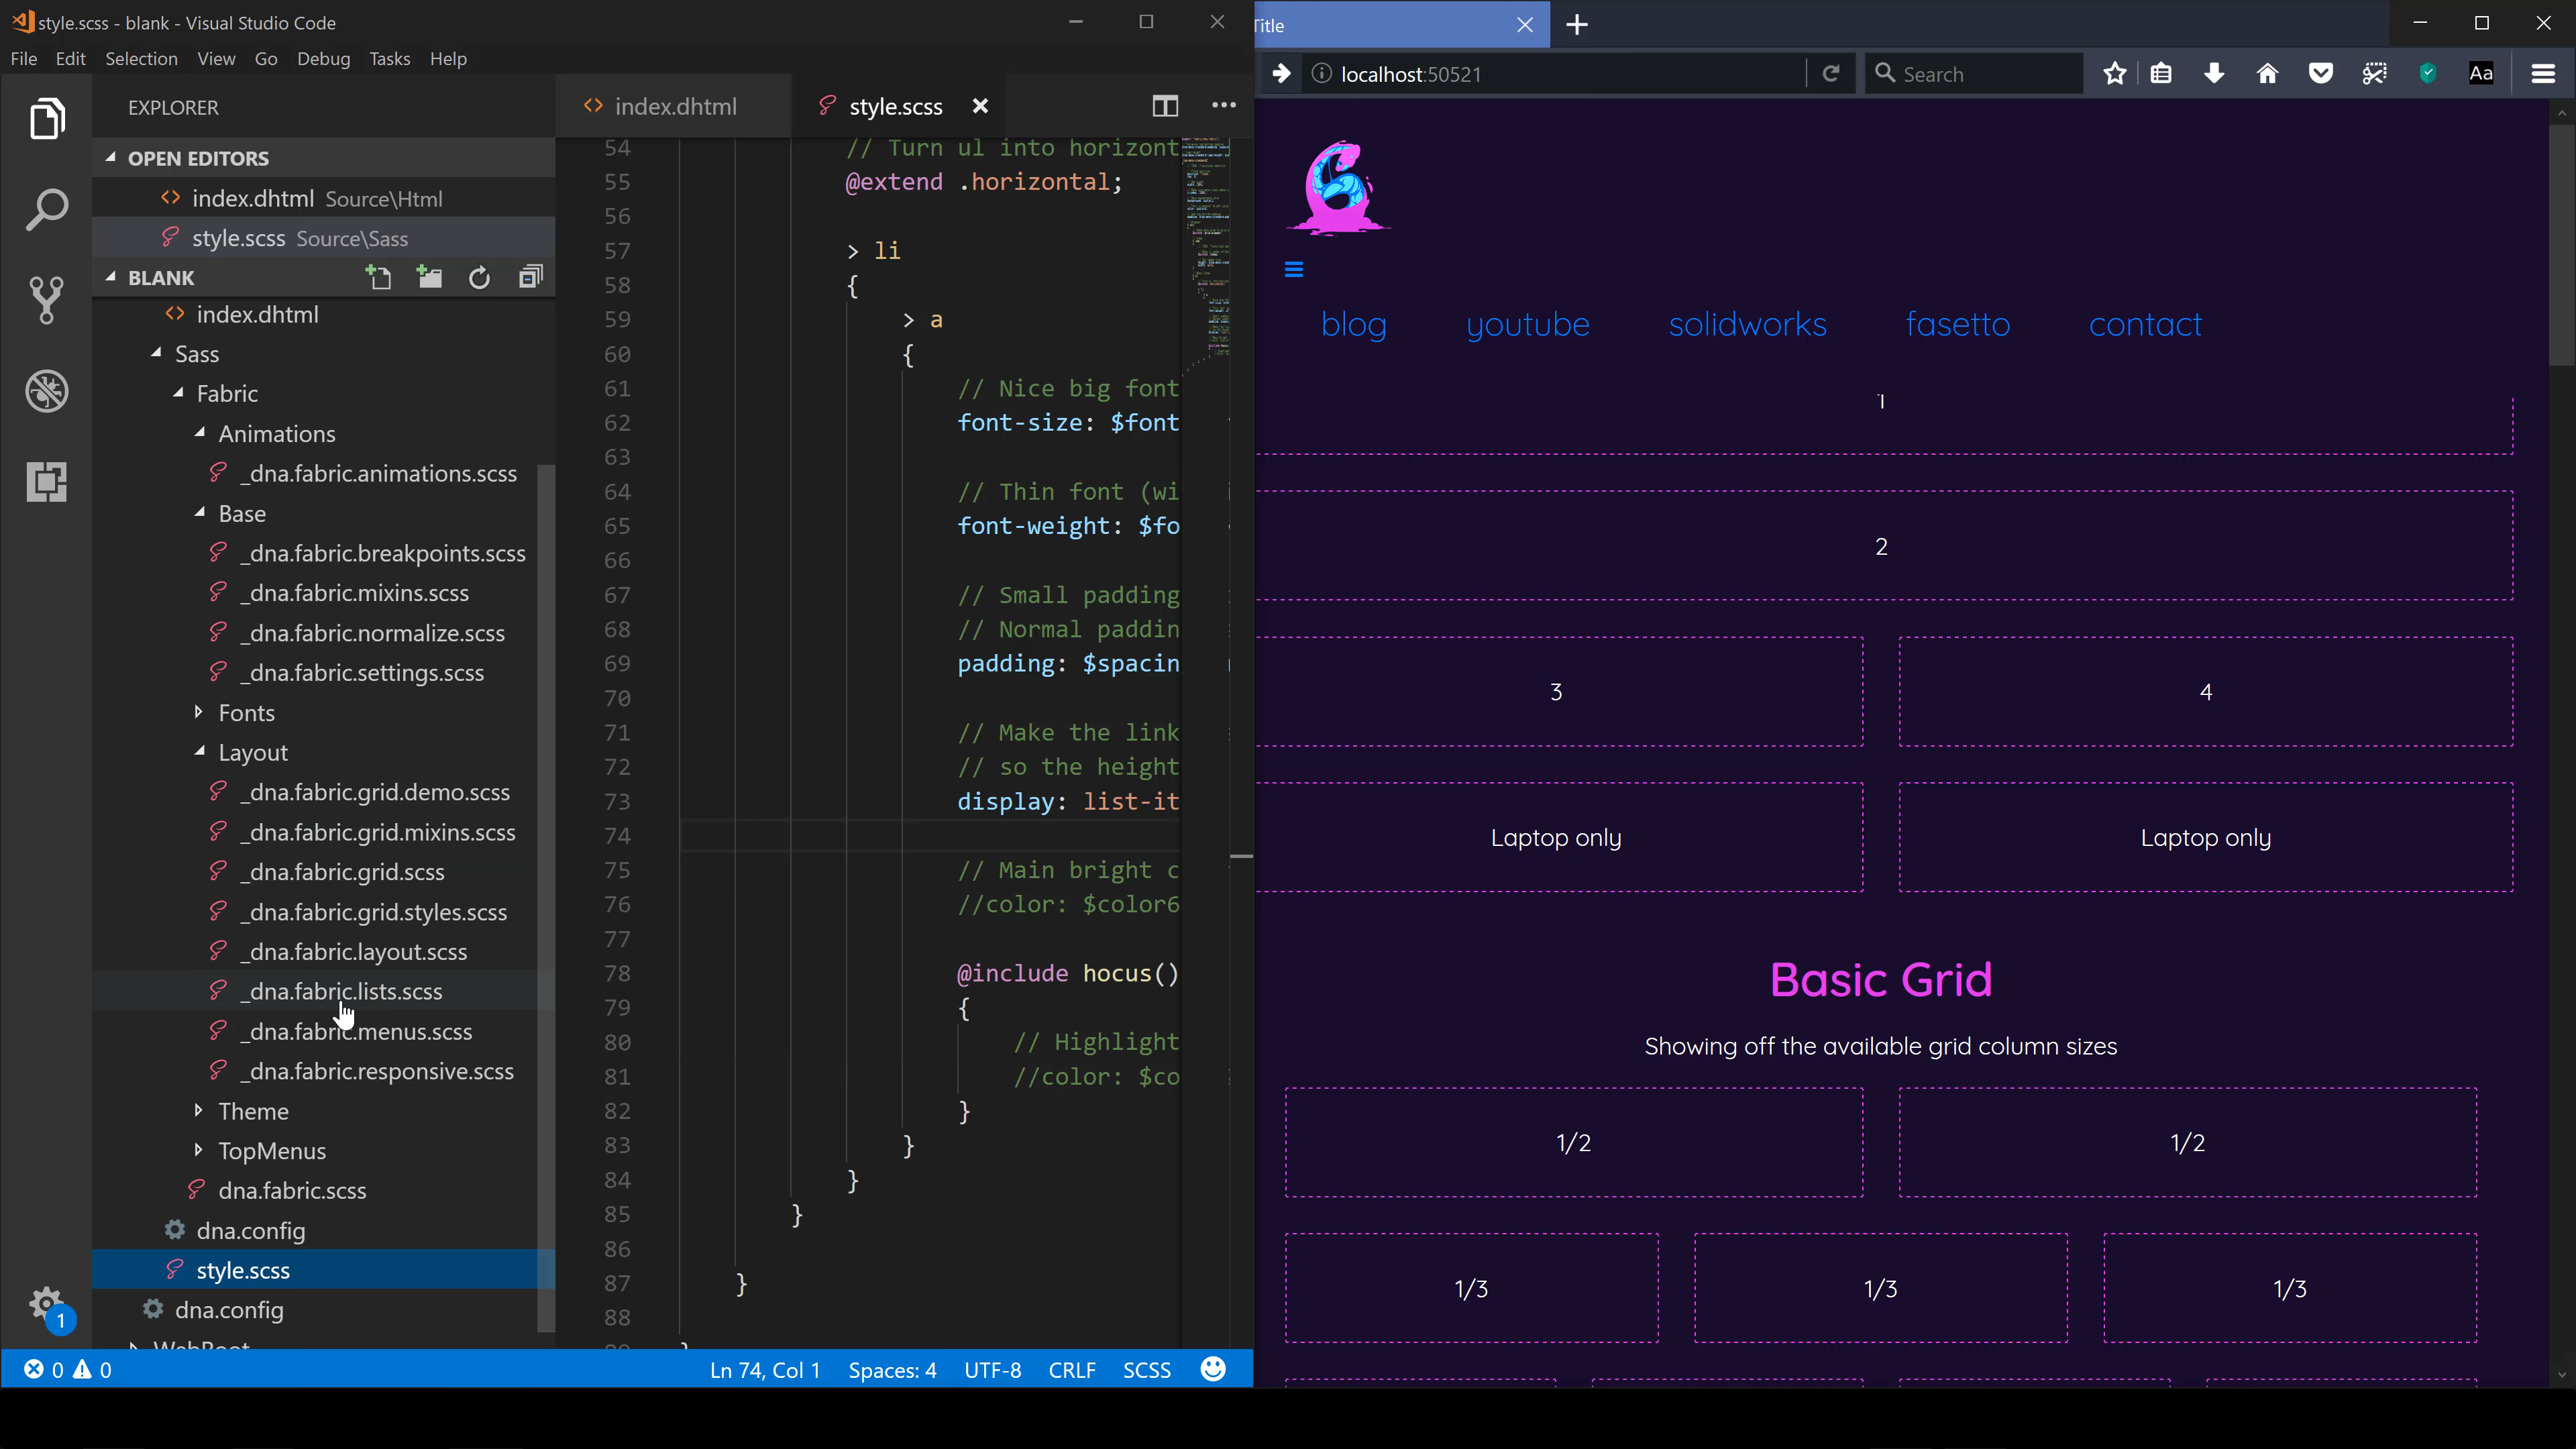 style.scss - blank - Visual Studio Code
File Edit Selection View Go Debug Tasks Help
EXPLORER
OPEN EDITORS
index.dhtml Source\Html
style.scss Source\Sass
BLANK
index.dhtml
Sass
Fabric
Animations
_dna.fabric.animations.scss
Base
_dna.fabric.breakpoints.scss
_dna.fabric.mixins.scss
_dna.fabric.normalize.scss
_dna.fabric.settings.scss
Fonts
Layout
_dna.fabric.grid.demo.scss
_dna.fabric.grid.mixins.scss
_dna.fabric.grid.scss
_dna.fabric.grid.styles.scss
_dna.fabric.layout.scss
_dna.fabric.lists.scss
_dna.fabric.menus.scss
_dna.fabric.responsive.scss
Theme
TopMenus
dna.fabric.scss
dna.config
style.scss
dna.config
WebRoot
1
index.dhtml
style.scss
54 // Turn ul into horizont
55 @extend .horizontal;
56
57 > li
58 {
59 > a
60 {
61 // Nice big font
62 font-size: $font
63
64 // Thin font (wi
65 font-weight: $fo
66
67 // Small padding
68 // Normal paddin
69 padding: $spacin
70
71 // Make the link
72 // so the height
73 display: list-it
74
75 // Main bright c
76 //color: $color6
77
78 @include hocus()
79 {
80 // Highlight
81 //color: $co
82 }
83 }
84 }
85 }
86
87 }
88
0 0 Ln 74, Col 1 Spaces: 4 UTF-8 CRLF SCSS
Title
localhost:50521
Search
Aa
blog youtube solidworks fasetto contact
1
2
3 4
Laptop only Laptop only
Basic Grid
Showing off the available grid column sizes
1/2 1/2
1/3 1/3 1/3